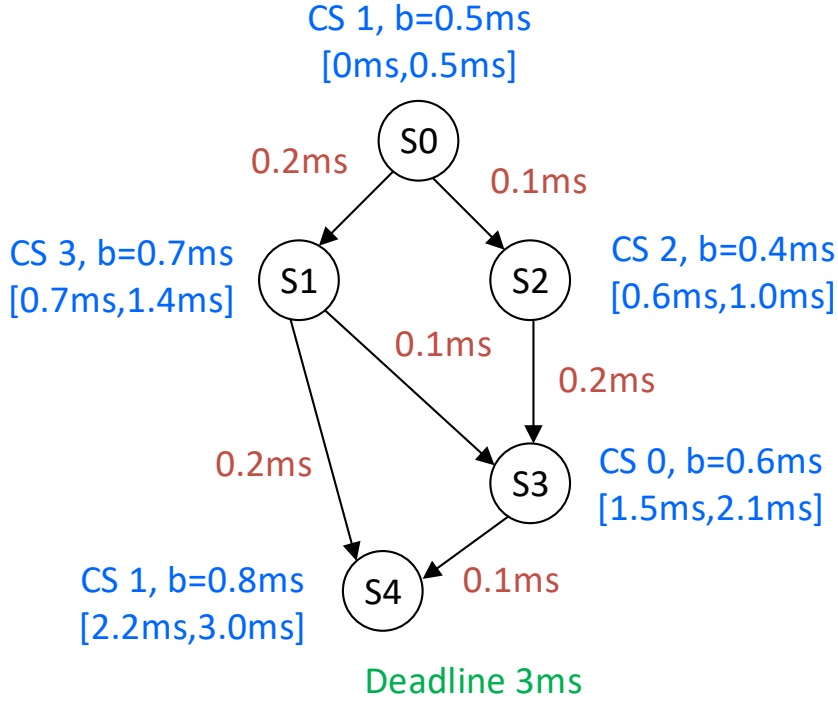 CS 1, b=0.5ms
[0ms,0.5ms]
S0
0.2ms
0.1ms
CS 3, b=0.7ms
[0.7ms,1.4ms]
S1
S2
CS 2, b=0.4ms
[0.6ms,1.0ms]
0.1ms
0.2ms
0.2ms
S3
CS 0, b=0.6ms
[1.5ms,2.1ms]
CS 1, b=0.8ms
[2.2ms,3.0ms]
S4
0.1ms
Deadline 3ms